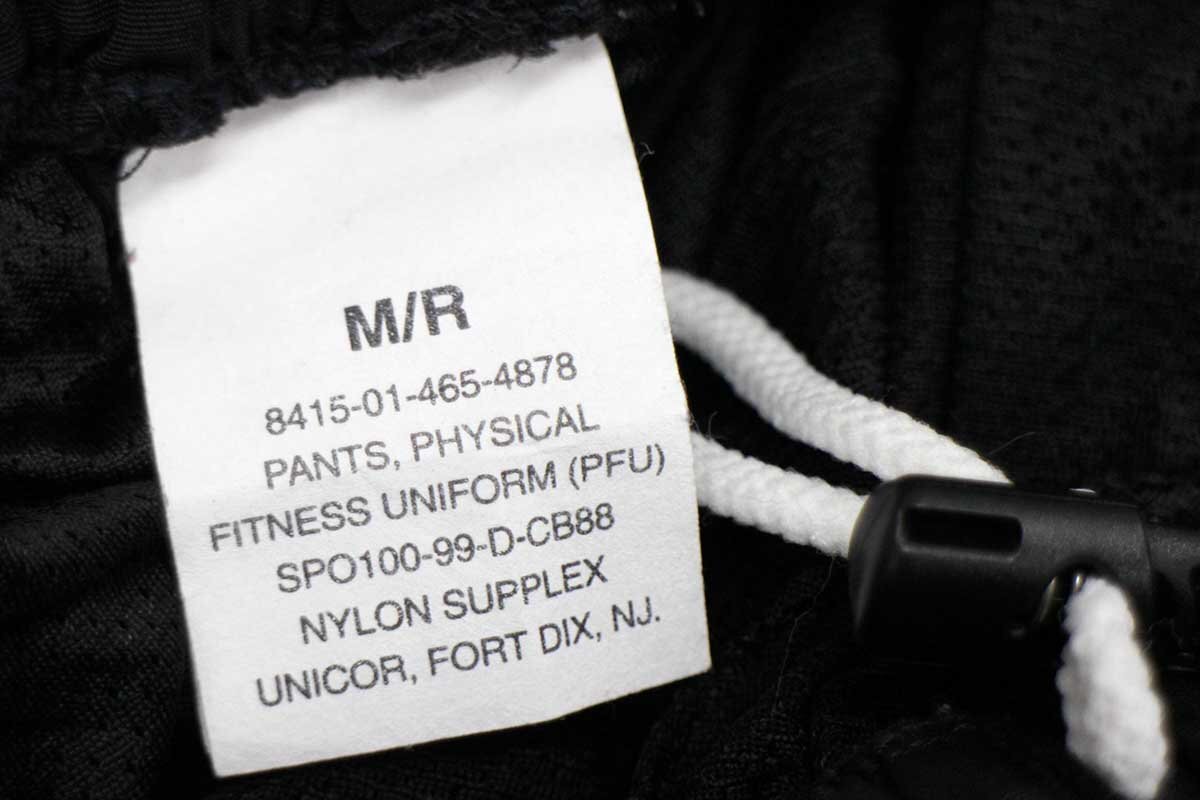 M/R
8415-01-465-4878
PANTS, PHYSICAL
FITNESS UNIFORM (PFU)
SPO100-99-D-CB88
NYLON SUPPLEX
UNICOR, FORT DIX, NJ.